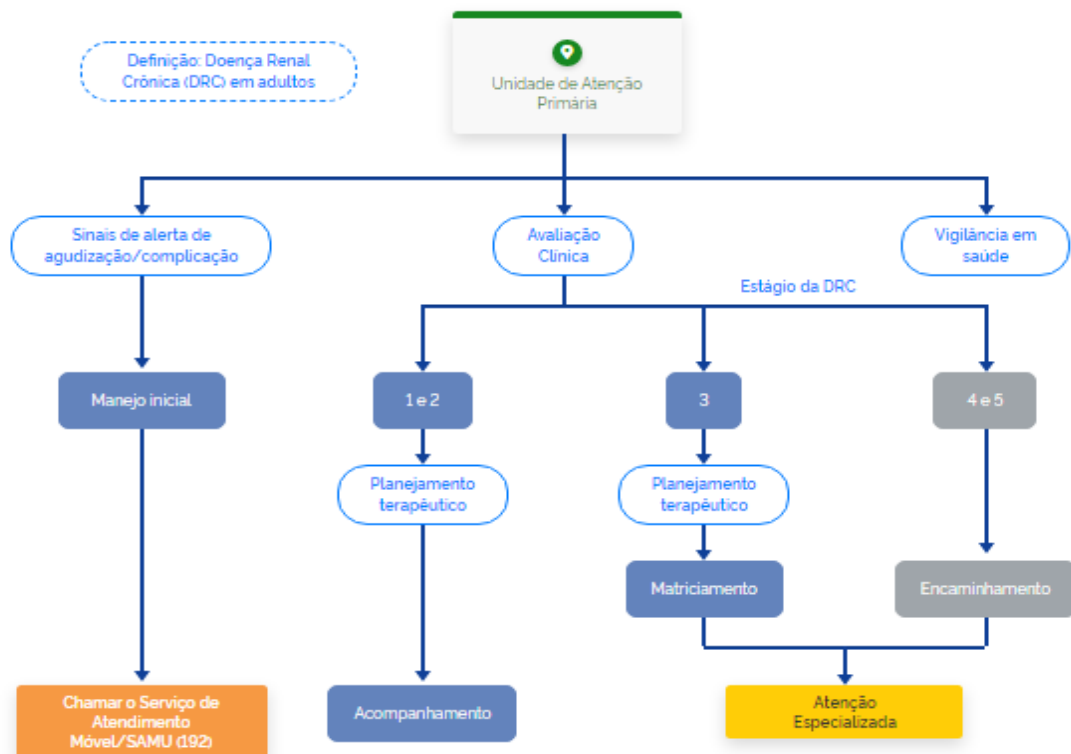 Definição: Doença Renal
Crônica (DRC) em adultos
Unidade de Atenção
Primária
Sinais de alerta de
agudização/complicação
Avaliação
Clínica
Vigilância em
saúde
Estágio da DRC
Manejo inicial
1 e 2
3
4 e 5
Planejamento
terapêutico
Planejamento
terapêutico
Matriciamento
Encaminhamento
Chamar o Serviço de
Atendimento
Móvel/SAMU (192)
Acompanhamento
Atenção
Especializada